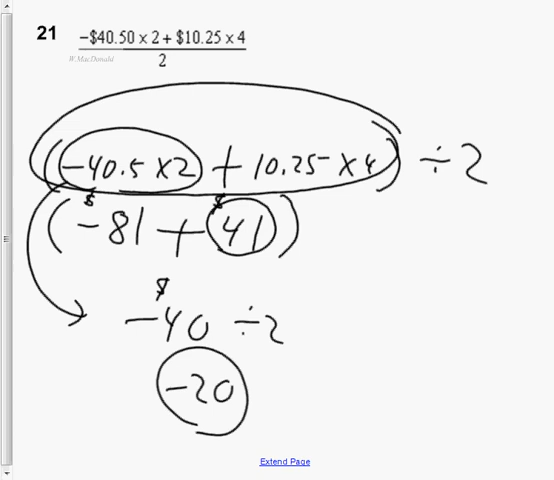 21 −$40.50 × 2 + $10.25 × 4
2
W.MacDonald
((−40.5 × 2) + 10.25 × 4) ÷ 2
(−$81 + $41)
−$40 ÷ 2
−20
Extend Page